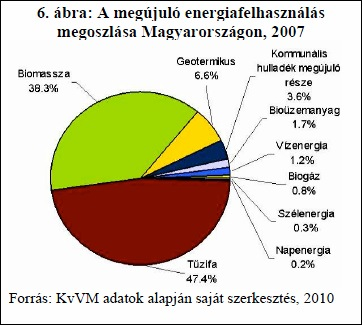 6. ábra: A megújuló energiafelhasználás
megoszlása Magyarországon, 2007
Biomassza
38.3%
Geotermikus
6.6%
Kommunális
hulladék megújuló
része
3.6%
Bioüzemanyag
1.7%
Vízenergia
1.2%
Biogáz
0.8%
Szélenergia
0.3%
Napenergia
0.2%
Tűzifa
47.4%
Forrás: KvVM adatok alapján saját szerkesztés, 2010